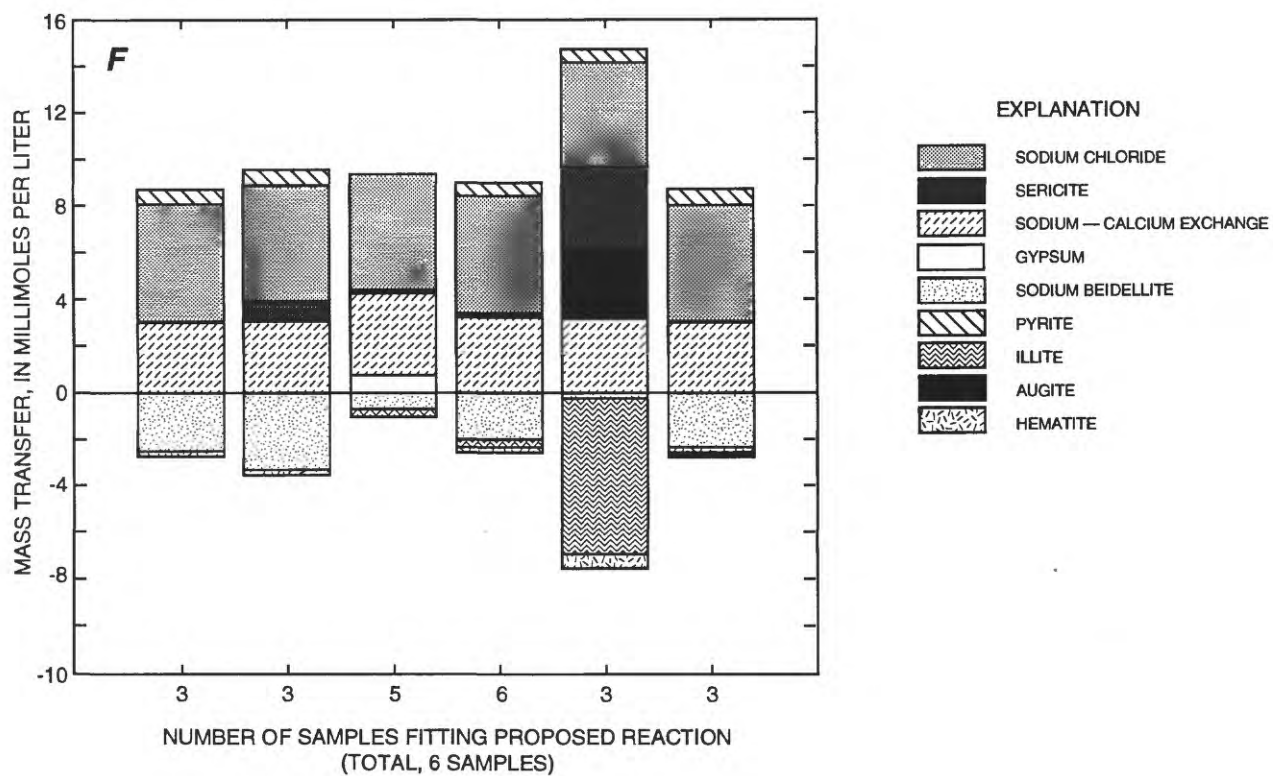 F
16
12
8
4
0
-4
-8
-10
MASS TRANSFER, IN MILLIMOLES PER LITER
3 3 5 6 3 3
NUMBER OF SAMPLES FITTING PROPOSED REACTION
(TOTAL, 6 SAMPLES)
EXPLANATION
SODIUM CHLORIDE
SERICITE
SODIUM — CALCIUM EXCHANGE
GYPSUM
SODIUM BEIDELLITE
PYRITE
ILLITE
AUGITE
HEMATITE